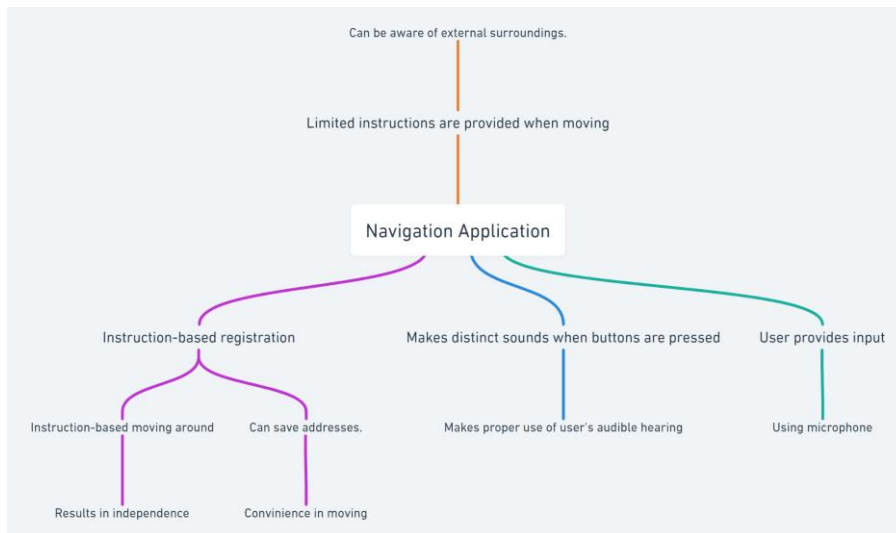 Can be aware of external surroundings.
Limited instructions are provided when moving
Navigation Application
Instruction-based registration
Makes distinct sounds when buttons are pressed
User provides input
Instruction-based moving around
Can save addresses.
Makes proper use of user's audible hearing
Using microphone
Results in independence
Convinience in moving